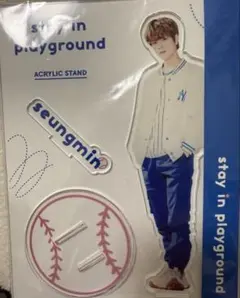 stay in
playground
ACRYLIC STAND
seungmin
stay in playground